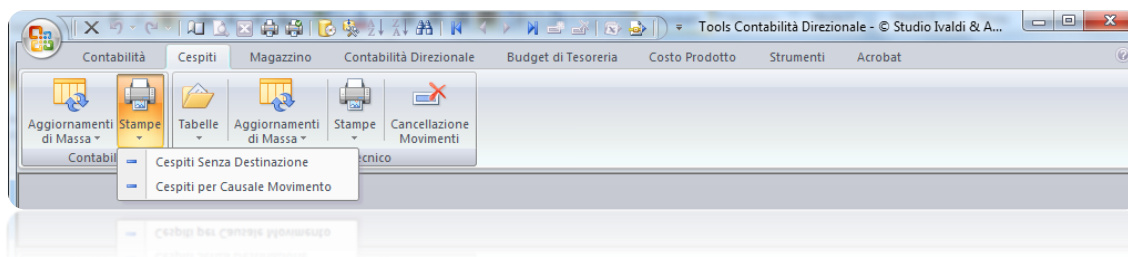 Tools Contabilità Direzionale - © Studio Ivaldi & A...
Contabilità Cespiti Magazzino Contabilità Direzionale Budget di Tesoreria Costo Prodotto Strumenti Acrobat
Aggiornamenti di Massa Stampe Tabelle Aggiornamenti di Massa Stampe Cancellazione Movimenti
Contabil ecnico
Cespiti Senza Destinazione
Cespiti per Causale Movimento